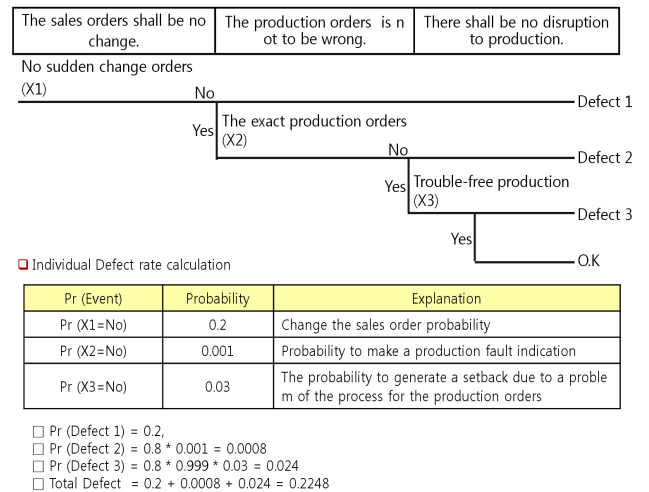 The sales orders shall be no
change.
The production orders is n
ot to be wrong.
There shall be no disruption
to production.
No sudden change orders
(X1)
No
Defect 1
Yes
The exact production orders
(X2)
No
Defect 2
Yes
Trouble-free production
(X3)
Defect 3
Yes
O.K
Individual Defect rate calculation
Pr (Event) Probability Explanation
Pr (X1=No) 0.2 Change the sales order probability
Pr (X2=No) 0.001 Probability to make a production fault indication
Pr (X3=No) 0.03 The probability to generate a setback due to a proble
m of the process for the production orders
Pr (Defect 1) = 0.2,
Pr (Defect 2) = 0.8 * 0.001 = 0.0008
Pr (Defect 3) = 0.8 * 0.999 * 0.03 = 0.024
Total Defect = 0.2 + 0.0008 + 0.024 = 0.2248